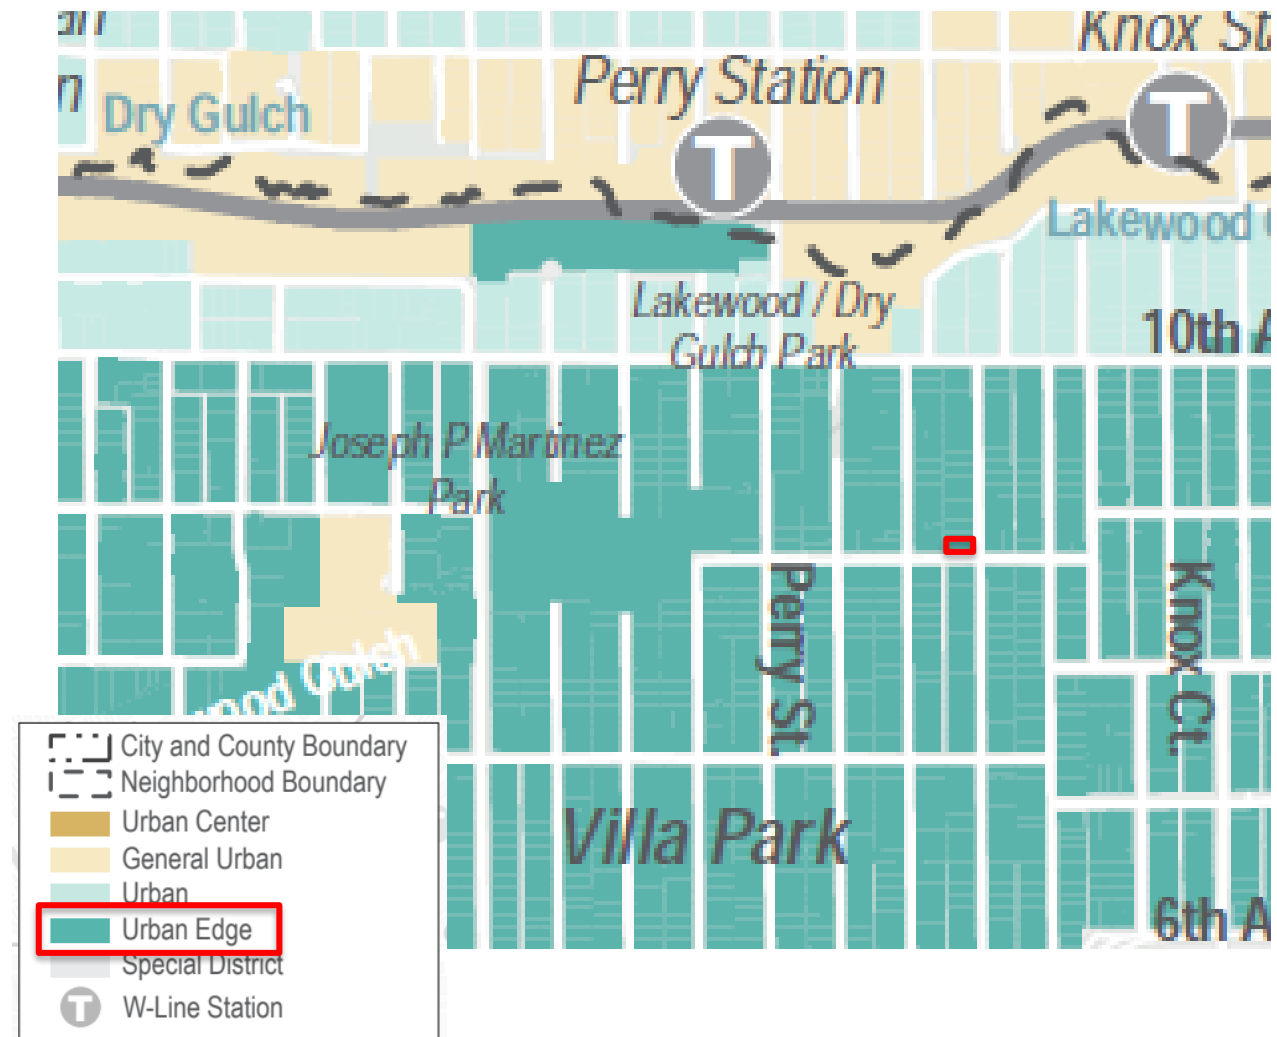 Knox St
Perry Station
Dry Gulch
T
T
Lakewood
Lakewood / Dry
Gulch Park
10th A
Joseph P Martinez
Park
Perry St.
Knox Ct.
Gulch
Villa Park
6th A
City and County Boundary
Neighborhood Boundary
Urban Center
General Urban
Urban
Urban Edge
Special District
T
W-Line Station